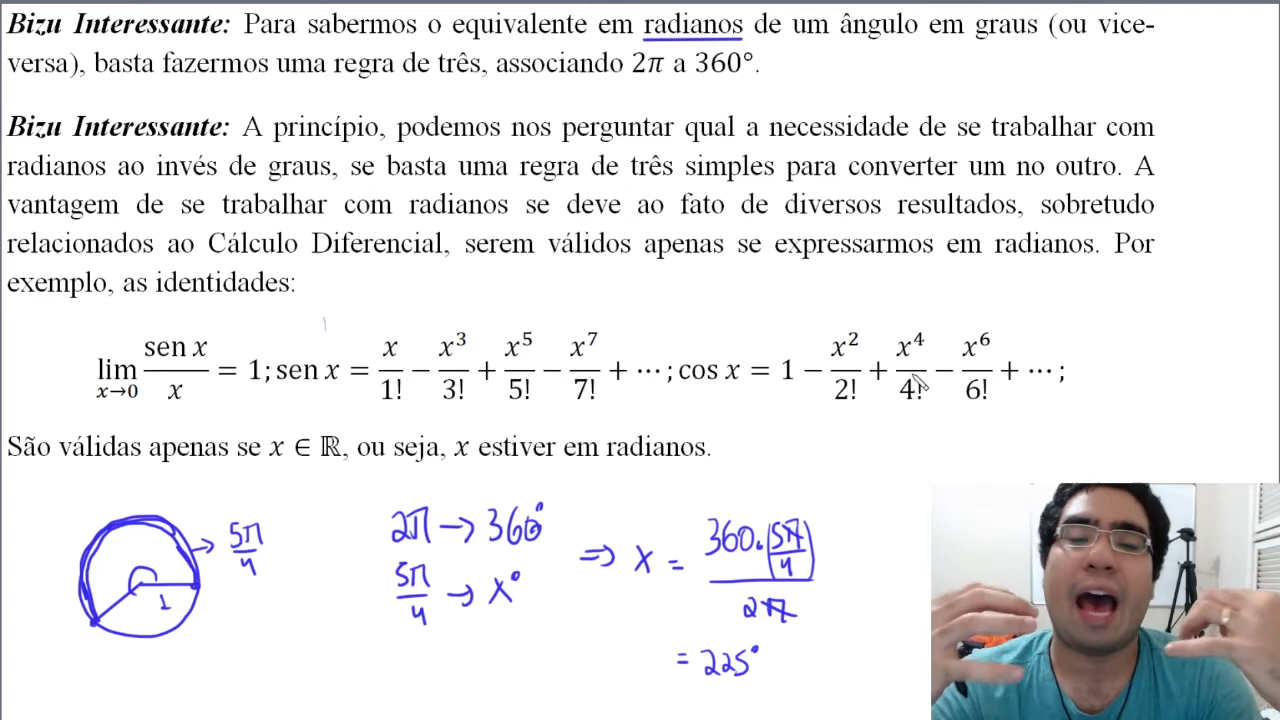 Bizu Interessante: Para sabermos o equivalente em radianos de um ângulo em graus (ou vice-
versa), basta fazermos uma regra de três, associando 2π a 360°.
Bizu Interessante: A princípio, podemos nos perguntar qual a necessidade de se trabalhar com
radianos ao invés de graus, se basta uma regra de três simples para converter um no outro. A
vantagem de se trabalhar com radianos se deve ao fato de diversos resultados, sobretudo
relacionados ao Cálculo Diferencial, serem válidos apenas se expressarmos em radianos. Por
exemplo, as identidades:
lim x→0 sen x / x = 1; sen x = x/1! − x³/3! + x⁵/5! − x⁷/7! + ⋯; cos x = 1 − x²/2! + x⁴/4! − x⁶/6! + ⋯;
São válidas apenas se x ∈ ℝ, ou seja, x estiver em radianos.
5π/4
1
2π → 360°
5π/4 → x°
⇒ x = 360.(5π/4) / 2π
= 225°